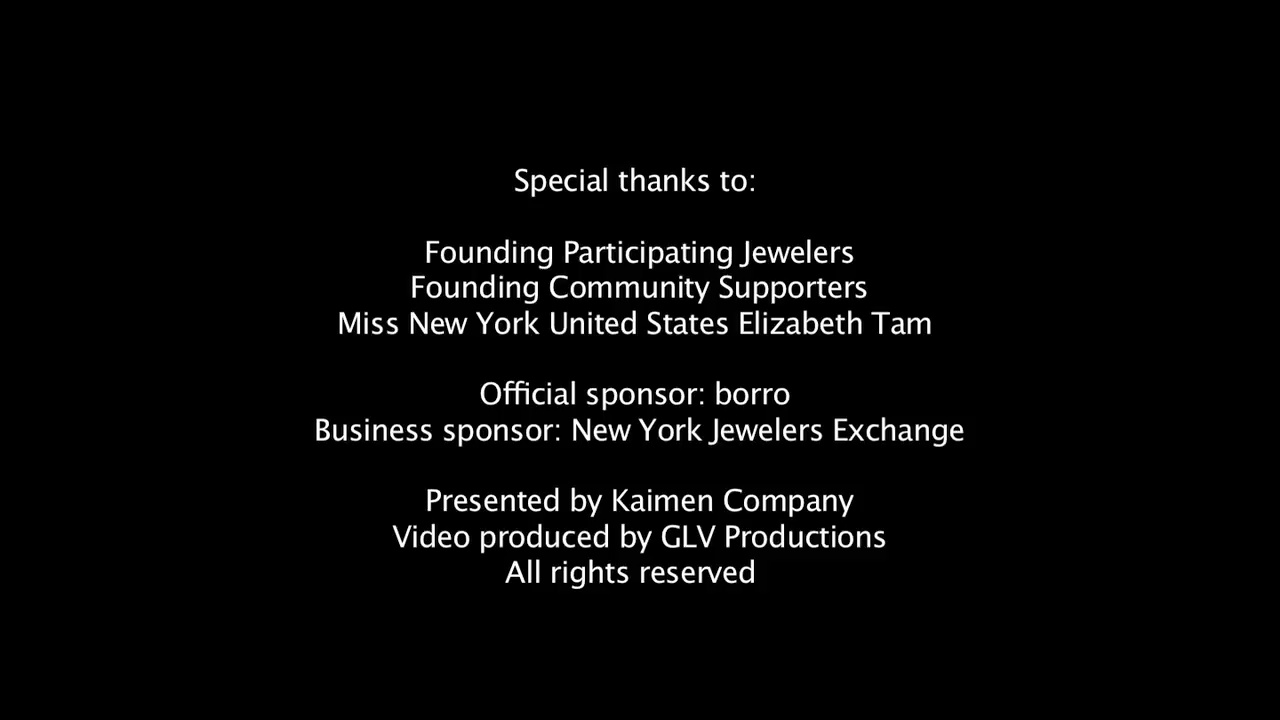 Special thanks to:
Founding Participating Jewelers
Founding Community Supporters
Miss New York United States Elizabeth Tam
Official sponsor: borro
Business sponsor: New York Jewelers Exchange
Presented by Kaimen Company
Video produced by GLV Productions
All rights reserved